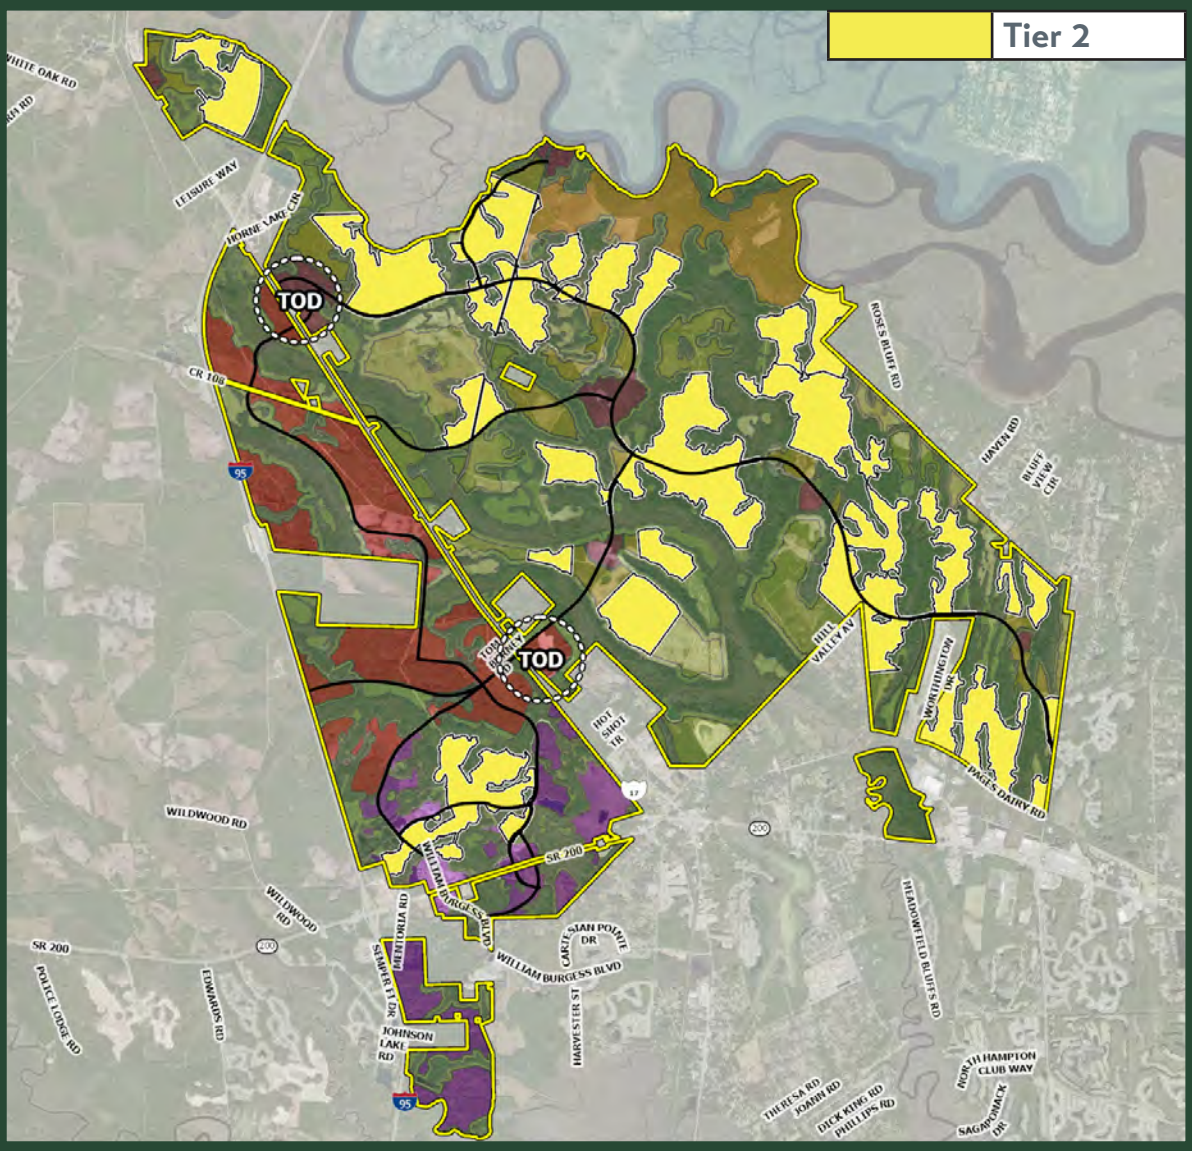 Tier 2
WHITE OAK RD
RH RD
LEISURE WAY
HORNE LAKE CIR
TOD
ROSES BLUFF RD
CR 108
95
HAVEN RD
BLUFF
VIEW
CIR
TOM
TOD
HILL
VALLEY AV
WORTHINGTON
DR
HOT
SHOT
TR
17
PAGES DAIRY RD
WILDWOOD RD
200
SR 200
WILLIAM BURGESS BLVD
WILDWOOD
RD
MENTORIA RD
MEADOWFIELD BLUFFS RD
SR 200
200
CARTESIAN POINTE
DR
WILLIAM BURGESS BLVD
SEMPER FI DR
POLICE LODGE RD
EDWARDS RD
HARVESTER ST
JOHNSON
LAKE
RD
95
NORTH HAMPTON
CLUB WAY
THERESA RD
JOANN RD
DICK KING RD
PHILLIPS RD
SAGAPONACK
DR